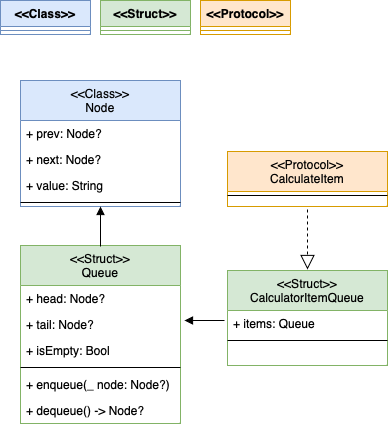 <<Class>>
<<Struct>>
<<Protocol>>
<<Class>>
Node
+ prev: Node?
+ next: Node?
+ value: String
<<Protocol>>
CalculateItem
<<Struct>>
Queue
+ head: Node?
+ tail: Node?
+ isEmpty: Bool
+ enqueue(_ node: Node?)
+ dequeue() -> Node?
<<Struct>>
CalculatorItemQueue
+ items: Queue